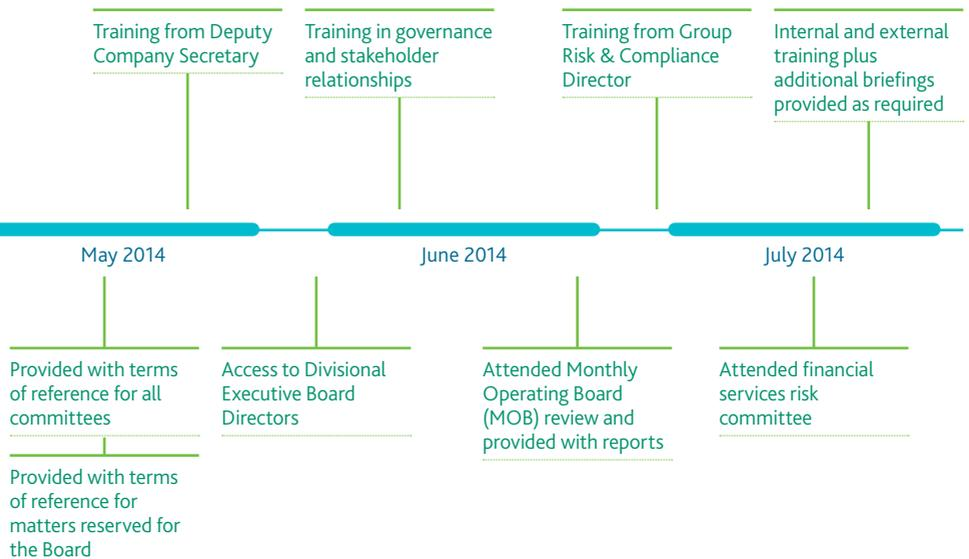 Training from Deputy
Company Secretary
Training in governance
and stakeholder
relationships
Training from Group
Risk & Compliance
Director
Internal and external
training plus
additional briefings
provided as required
May 2014
June 2014
July 2014
Provided with terms
of reference for all
committees
Provided with terms
of reference for
matters reserved for
the Board
Access to Divisional
Executive Board
Directors
Attended Monthly
Operating Board
(MOB) review and
provided with reports
Attended financial
services risk
committee